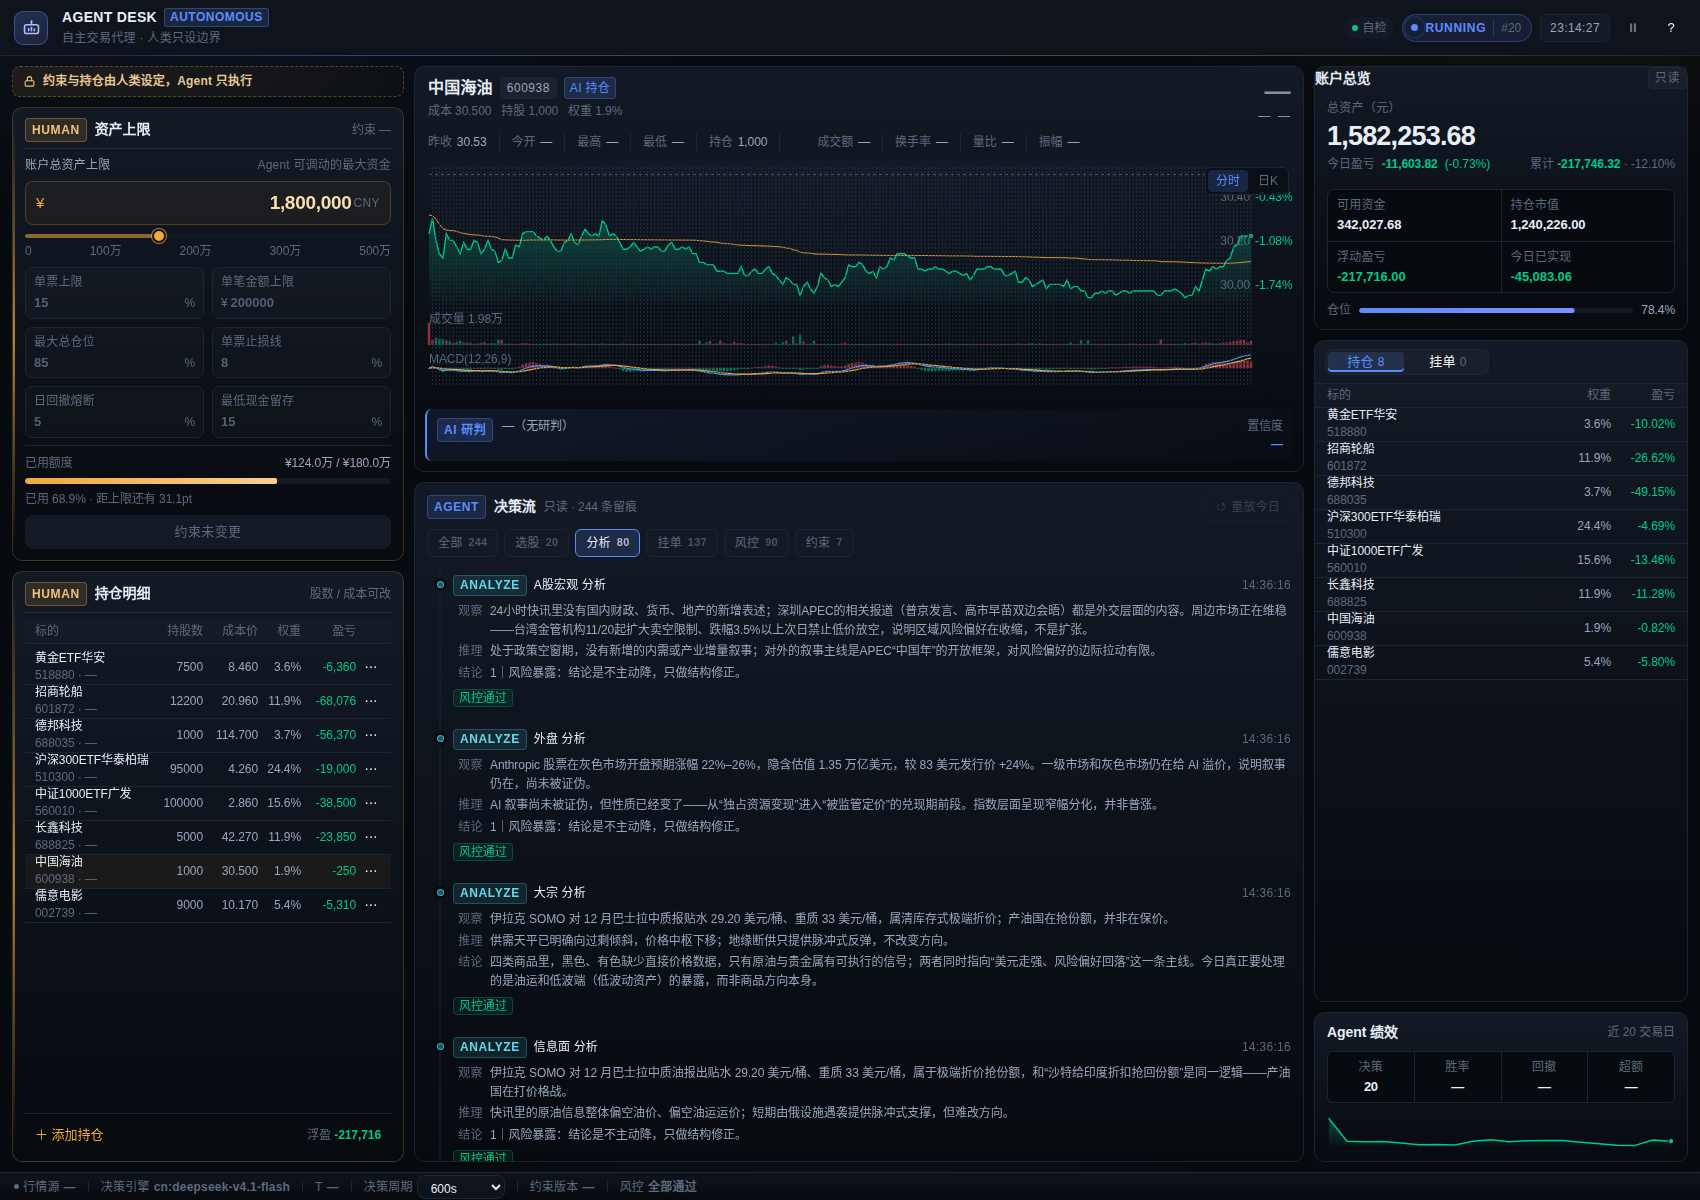 AGENT DESK AUTONOMOUS
自主交易代理 · 人类只设边界
自检 RUNNING #20 23:14:27 ?
约束与持仓由人类设定，Agent 只执行
HUMAN 资产上限 约束 —
账户总资产上限 Agent 可调动的最大资金
¥ 1,800,000 CNY
0 100万 200万 300万 500万
单票上限 单笔金额上限
15 % ¥ 200000
最大总仓位 单票止损线
85 % 8 %
日回撤熔断 最低现金留存
5 % 15 %
已用额度 ¥124.0万 / ¥180.0万
已用 68.9% · 距上限还有 31.1pt
约束未变更
HUMAN 持仓明细 股数 / 成本可改
标的 持股数 成本价 权重 盈亏
黄金ETF华安
518880 · — 7500 8.460 3.6% -6,360 ⋯
招商轮船
601872 · — 12200 20.960 11.9% -68,076 ⋯
德邦科技
688035 · — 1000 114.700 3.7% -56,370 ⋯
沪深300ETF华泰柏瑞
510300 · — 95000 4.260 24.4% -19,000 ⋯
中证1000ETF广发
560010 · — 100000 2.860 15.6% -38,500 ⋯
长鑫科技
688825 · — 5000 42.270 11.9% -23,850 ⋯
中国海油
600938 · — 1000 30.500 1.9% -250 ⋯
儒意电影
002739 · — 9000 10.170 5.4% -5,310 ⋯
＋ 添加持仓 浮盈 -217,716
中国海油 600938 AI 持仓 —
成本 30.500 持股 1,000 权重 1.9% — —
昨收 30.53 今开 — 最高 — 最低 — 持仓 1,000 成交额 — 换手率 — 量比 — 振幅 —
分时 日K
30.40 -0.43%
30.20 -1.08%
30.00 -1.74%
成交量 1.98万
MACD(12,26,9)
AI 研判 —（无研判） 置信度
—
AGENT 决策流 只读 · 244 条留痕 ↺ 重放今日
全部 244 选股 20 分析 80 挂单 137 风控 90 约束 7
ANALYZE A股宏观 分析 14:36:16
观察 24小时快讯里没有国内财政、货币、地产的新增表述；深圳APEC的相关报道（普京发言、高市早苗双边会晤）都是外交层面的内容。周边市场正在维稳
——台湾金管机构11/20起扩大卖空限制、跌幅3.5%以上次日禁止低价放空，说明区域风险偏好在收缩，不是扩张。
推理 处于政策空窗期，没有新增的内需或产业增量叙事；对外的叙事主线是APEC“中国年”的开放框架，对风险偏好的边际拉动有限。
结论 1｜风险暴露：结论是不主动降，只做结构修正。
风控通过
ANALYZE 外盘 分析 14:36:16
观察 Anthropic 股票在灰色市场开盘预期涨幅 22%–26%，隐含估值 1.35 万亿美元，较 83 美元发行价 +24%。一级市场和灰色市场仍在给 AI 溢价，说明叙事
仍在，尚未被证伪。
推理 AI 叙事尚未被证伪，但性质已经变了——从“独占资源变现”进入“被监管定价”的兑现期前段。指数层面呈现窄幅分化，并非普涨。
结论 1｜风险暴露：结论是不主动降，只做结构修正。
风控通过
ANALYZE 大宗 分析 14:36:16
观察 伊拉克 SOMO 对 12 月巴士拉中质报贴水 29.20 美元/桶、重质 33 美元/桶，属清库存式极端折价；产油国在抢份额，并非在保价。
推理 供需天平已明确向过剩倾斜，价格中枢下移；地缘断供只提供脉冲式反弹，不改变方向。
结论 四类商品里，黑色、有色缺少直接价格数据，只有原油与贵金属有可执行的信号；两者同时指向“美元走强、风险偏好回落”这一条主线。今日真正要处理
的是油运和低波端（低波动资产）的暴露，而非商品方向本身。
风控通过
ANALYZE 信息面 分析 14:36:16
观察 伊拉克 SOMO 对 12 月巴士拉中质油报出贴水 29.20 美元/桶、重质 33 美元/桶，属于极端折价抢份额，和“沙特给印度折扣抢回份额”是同一逻辑——产油
国在打价格战。
推理 快讯里的原油信息整体偏空油价、偏空油运运价；短期由俄设施遇袭提供脉冲式支撑，但难改方向。
结论 1｜风险暴露：结论是不主动降，只做结构修正。
风控通过
账户总览 只读
总资产（元）
1,582,253.68
今日盈亏 -11,603.82 (-0.73%) 累计 -217,746.32 · -12.10%
可用资金 持仓市值
342,027.68 1,240,226.00
浮动盈亏 今日已实现
-217,716.00 -45,083.06
仓位 78.4%
持仓 8 挂单 0
标的 权重 盈亏
黄金ETF华安
518880 3.6% -10.02%
招商轮船
601872 11.9% -26.62%
德邦科技
688035 3.7% -49.15%
沪深300ETF华泰柏瑞
510300 24.4% -4.69%
中证1000ETF广发
560010 15.6% -13.46%
长鑫科技
688825 11.9% -11.28%
中国海油
600938 1.9% -0.82%
儒意电影
002739 5.4% -5.80%
Agent 绩效 近 20 交易日
决策 胜率 回撤 超额
20 — — —
行情源 — 决策引擎 cn:deepseek-v4.1-flash T — 决策周期 600s 约束版本 — 风控 全部通过